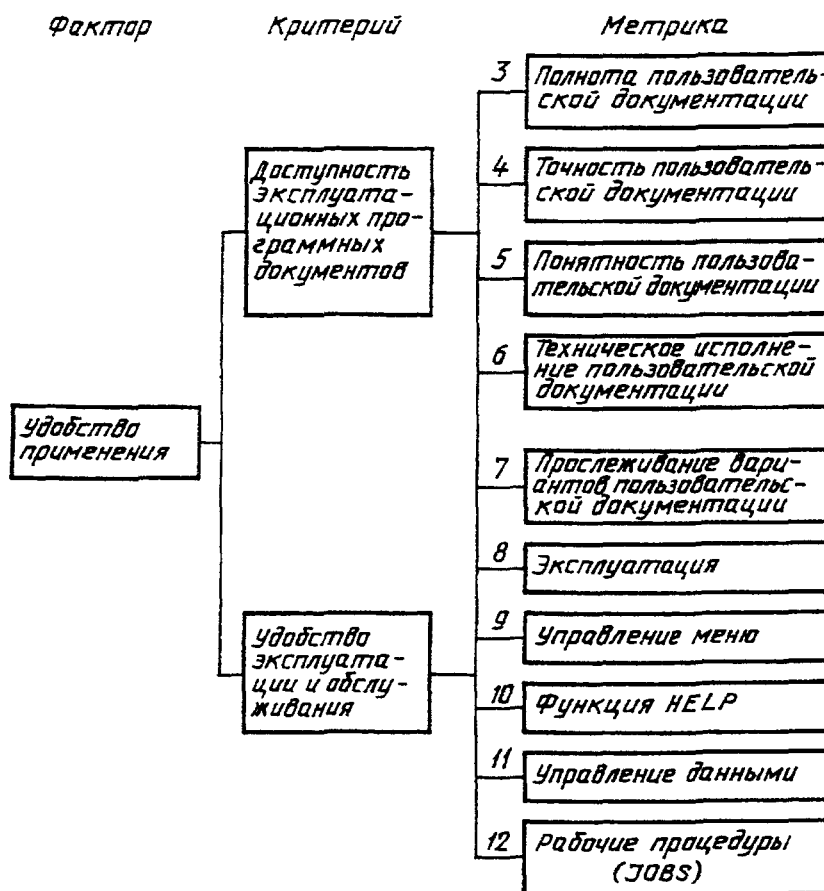 Фактор Критерий Метрика
3 Полнота пользователь-
ской документации
4 Точность пользователь-
ской документации
Доступность
эксплуата-
ционных про-
граммных
документов
5 Понятность пользова-
тельской документации
6 Техническое исполне-
ние пользовательской
документации
Удобство
применения
7 Прослеживание вари-
антов пользовательс-
кой документации
8 Эксплуатация
Удобство
эксплуата-
ции и обслу-
живания
9 Управление меню
10 Функция HELP
11 Управление данными
12 Рабочие процедуры
(JOBS)